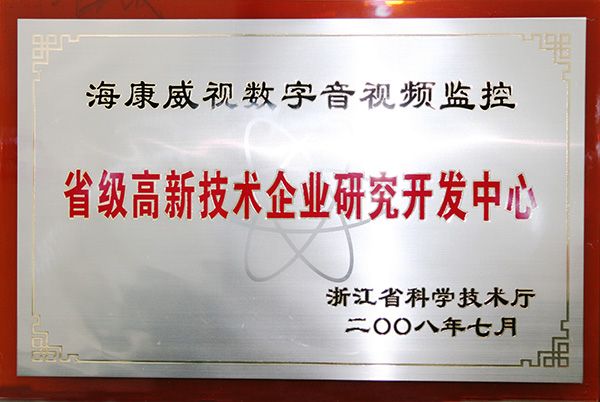 海康威视数字音视频监控
省级高新技术企业研究开发中心
浙江省科学技术厅
二〇〇八年七月